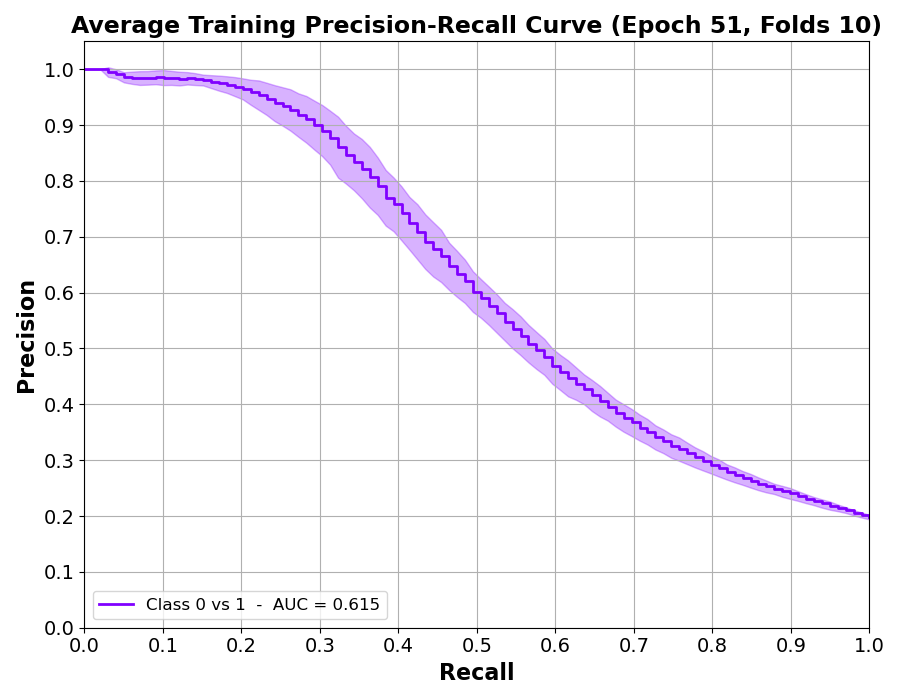 Average Training Precision-Recall Curve (Epoch 51, Folds 10)
1.0
0.9
0.8
0.7
0.6
0.5
0.4
0.3
0.2
0.1
0.0
Precision
Class 0 vs 1 - AUC = 0.615
0.0 0.1 0.2 0.3 0.4 0.5 0.6 0.7 0.8 0.9 1.0
Recall